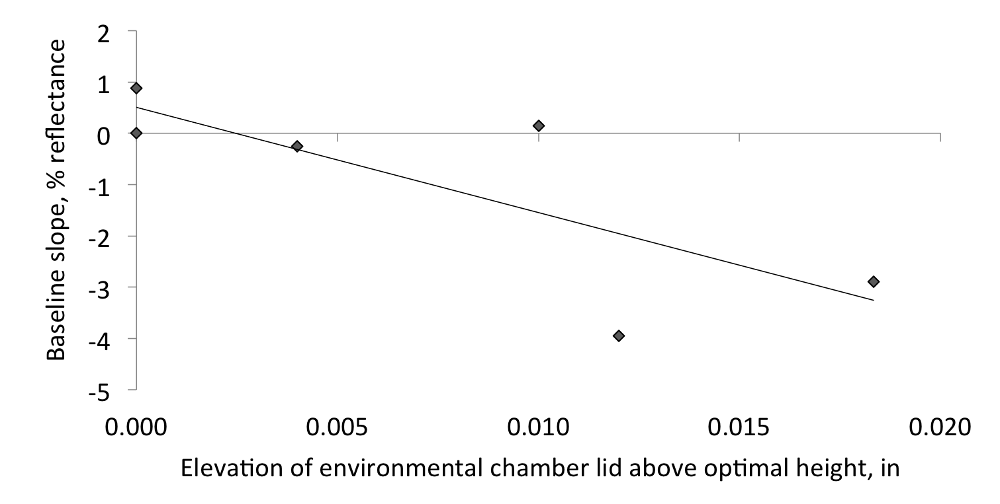 2
1
0
-1
-2
-3
-4
-5
Baseline slope, % reflectance
0.000 0.005 0.010 0.015 0.020
Elevation of environmental chamber lid above optimal height, in